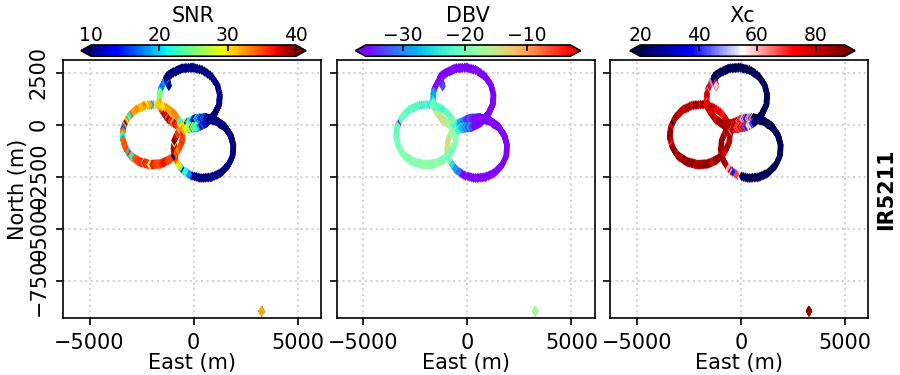 SNR DBV Xc
10 20 30 40 −30 −20 −10 20 40 60 80
North (m)
2500
0
−2500
−5000
−7500
−5000 0 5000 −5000 0 5000 −5000 0 5000
East (m) East (m) East (m)
IR5211